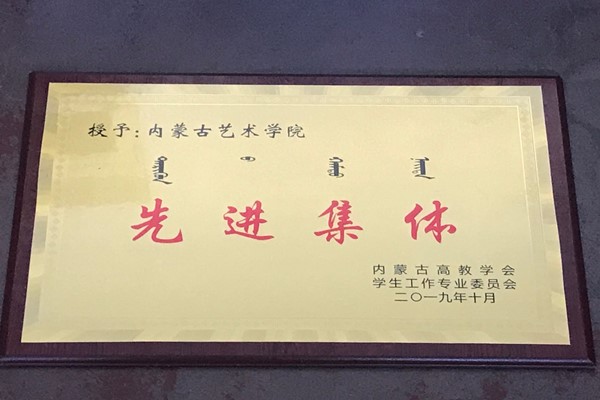 授予：内蒙古艺术学院
先进集体
内蒙古高教学会
学生工作专业委员会
二〇一九年十月